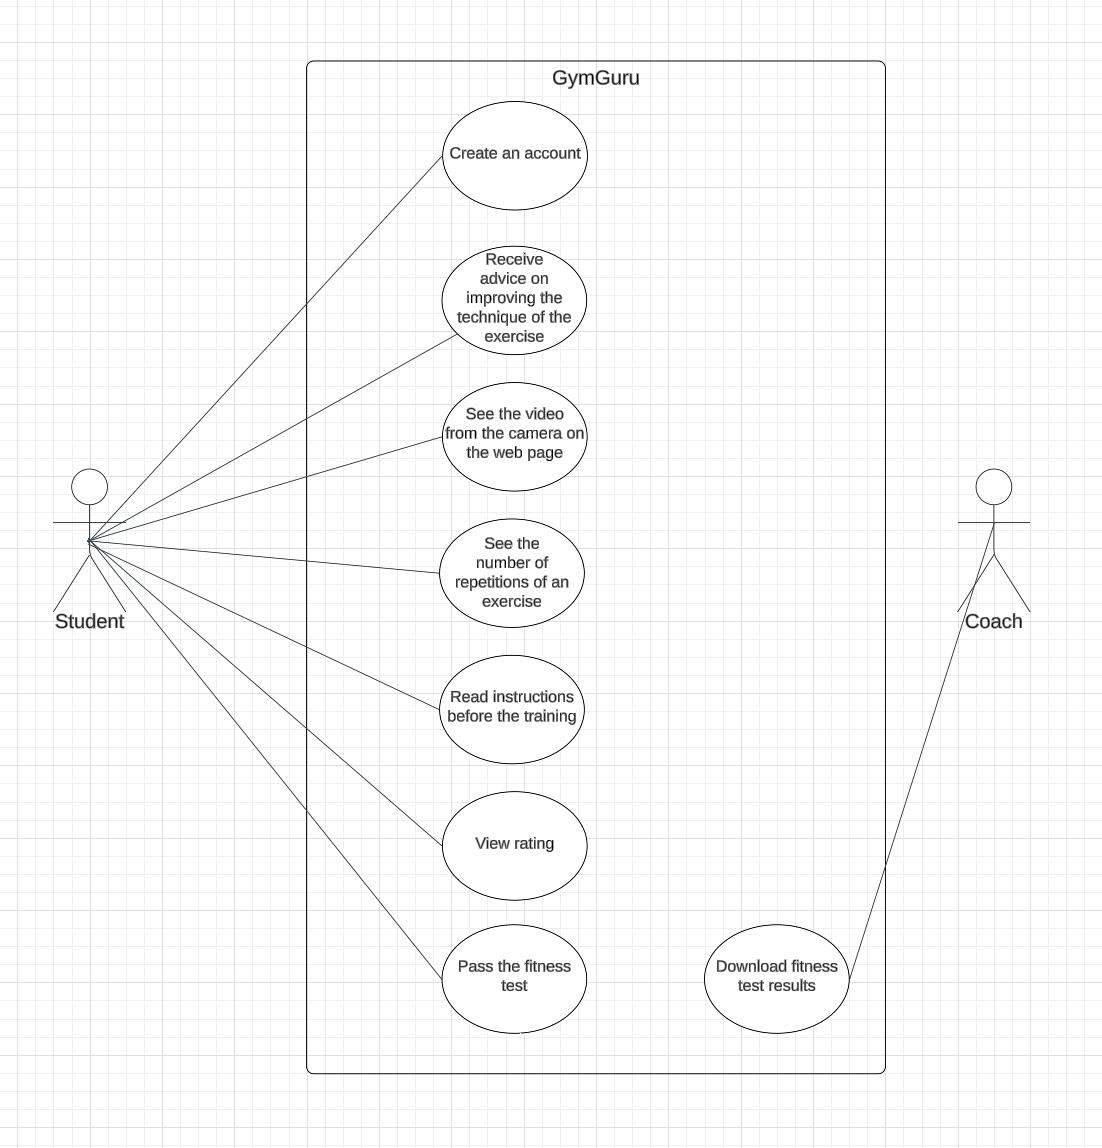 GymGuru
Create an account
Receive
advice on
improving the
technique of the
exercise
See the video
from the camera on
the web page
See the
number of
repetitions of an
exercise
Student
Coach
Read instructions
before the training
View rating
Pass the fitness
test
Download fitness
test results